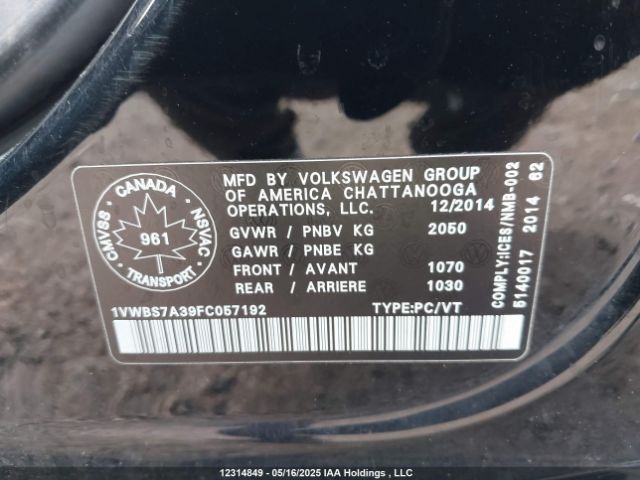 MFD BY VOLKSWAGEN GROUP
OF AMERICA CHATTANOOGA
OPERATIONS, LLC. 12/2014
GVWR / PNBV KG 2050
GAWR / PNBE KG
FRONT / AVANT 1070
REAR / ARRIERE 1030
CANADA
CMVSS NSVAC
961
TRANSPORT
1VWBS7A39FC057192 TYPE:PC/VT
COMPLY:ICES/NMB-002
5140017 2014 62
12314849 - 05/16/2025 IAA Holdings , LLC